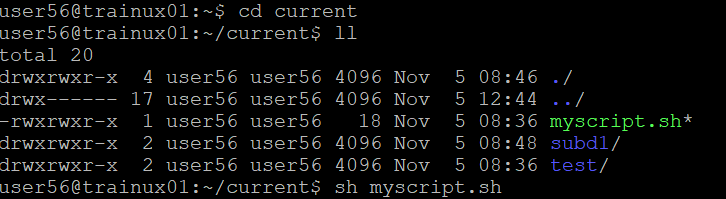 user56@trainux01:~$ cd current
user56@trainux01:~/current$ ll
total 20
drwxrwxr-x  4 user56 user56 4096 Nov  5 08:46 ./
drwx------ 17 user56 user56 4096 Nov  5 12:44 ../
-rwxrwxr-x  1 user56 user56   18 Nov  5 08:36 myscript.sh*
drwxrwxr-x  2 user56 user56 4096 Nov  5 08:48 subd1/
drwxrwxr-x  2 user56 user56 4096 Nov  5 08:36 test/
user56@trainux01:~/current$ sh myscript.sh